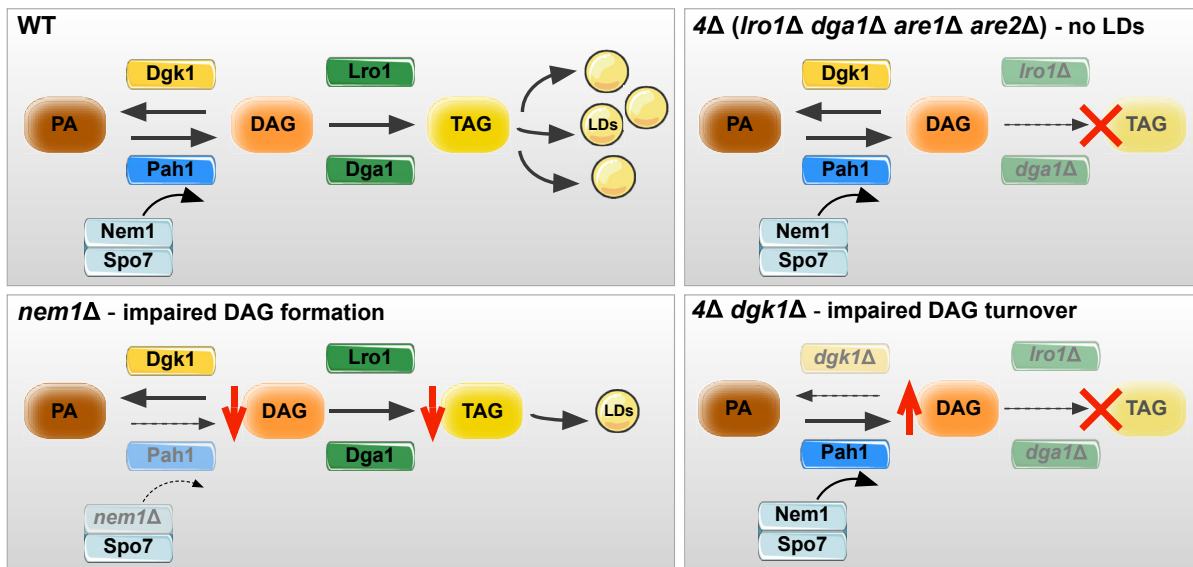 WT
Dgk1
Lro1
PA
DAG
TAG
LDs
Pah1
Dga1
Nem1
Spo7
4Δ (lro1Δ dga1Δ are1Δ are2Δ) - no LDs
Dgk1
lro1Δ
PA
DAG
TAG
Pah1
dga1Δ
Nem1
Spo7
nem1Δ - impaired DAG formation
Dgk1
Lro1
PA
DAG
TAG
LDs
Pah1
Dga1
nem1Δ
Spo7
4Δ dgk1Δ - impaired DAG turnover
dgk1Δ
lro1Δ
PA
DAG
TAG
Pah1
dga1Δ
Nem1
Spo7